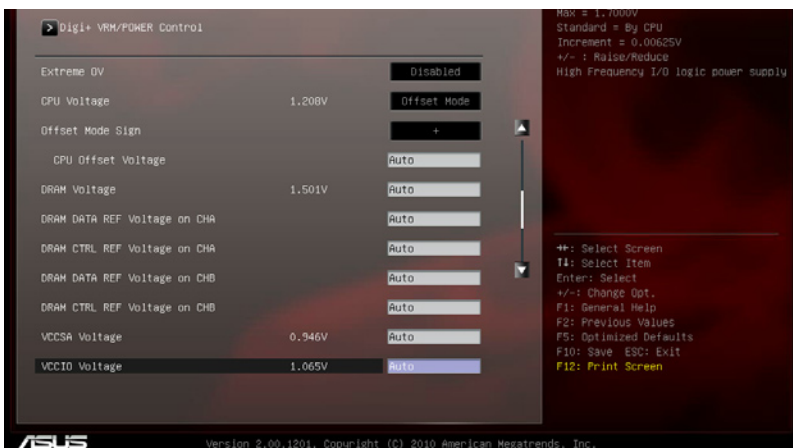 Digi+ VRM/POWER Control
Extreme OV Disabled
CPU Voltage 1.208V Offset Mode
Offset Mode Sign +
CPU Offset Voltage Auto
DRAM Voltage 1.501V Auto
DRAM DATA REF Voltage on CHA Auto
DRAM CTRL REF Voltage on CHA Auto
DRAM DATA REF Voltage on CHB Auto
DRAM CTRL REF Voltage on CHB Auto
VCCSA Voltage 0.946V Auto
VCCIO Voltage 1.065V Auto
Max = 1.7000V
Standard = By CPU
Increment = 0.00625V
+/- : Raise/Reduce
High Frequency I/O logic power supply
→←: Select Screen
↑↓: Select Item
Enter: Select
+/-: Change Opt.
F1: General Help
F2: Previous Values
F5: Optimized Defaults
F10: Save ESC: Exit
F12: Print Screen
ASUS
Version 2.00.1201. Copyright (C) 2010 American Megatrends, Inc.